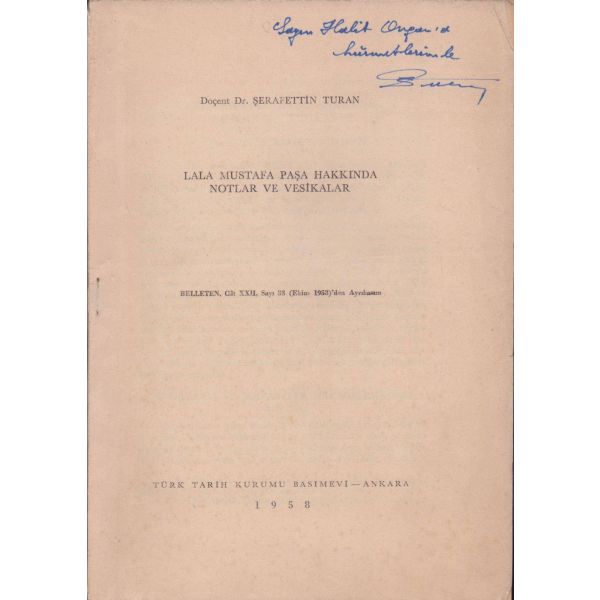 Sayın Halit Ongan'a
hürmetlerimle
Doçent Dr. ŞERAFETTİN TURAN
LALA MUSTAFA PAŞA HAKKINDA
NOTLAR VE VESİKALAR
BELLETEN, Cilt XXII, Sayı 88 (Ekim 1958)'den Ayrıbasım
TÜRK TARİH KURUMU BASIMEVİ — ANKARA
1958